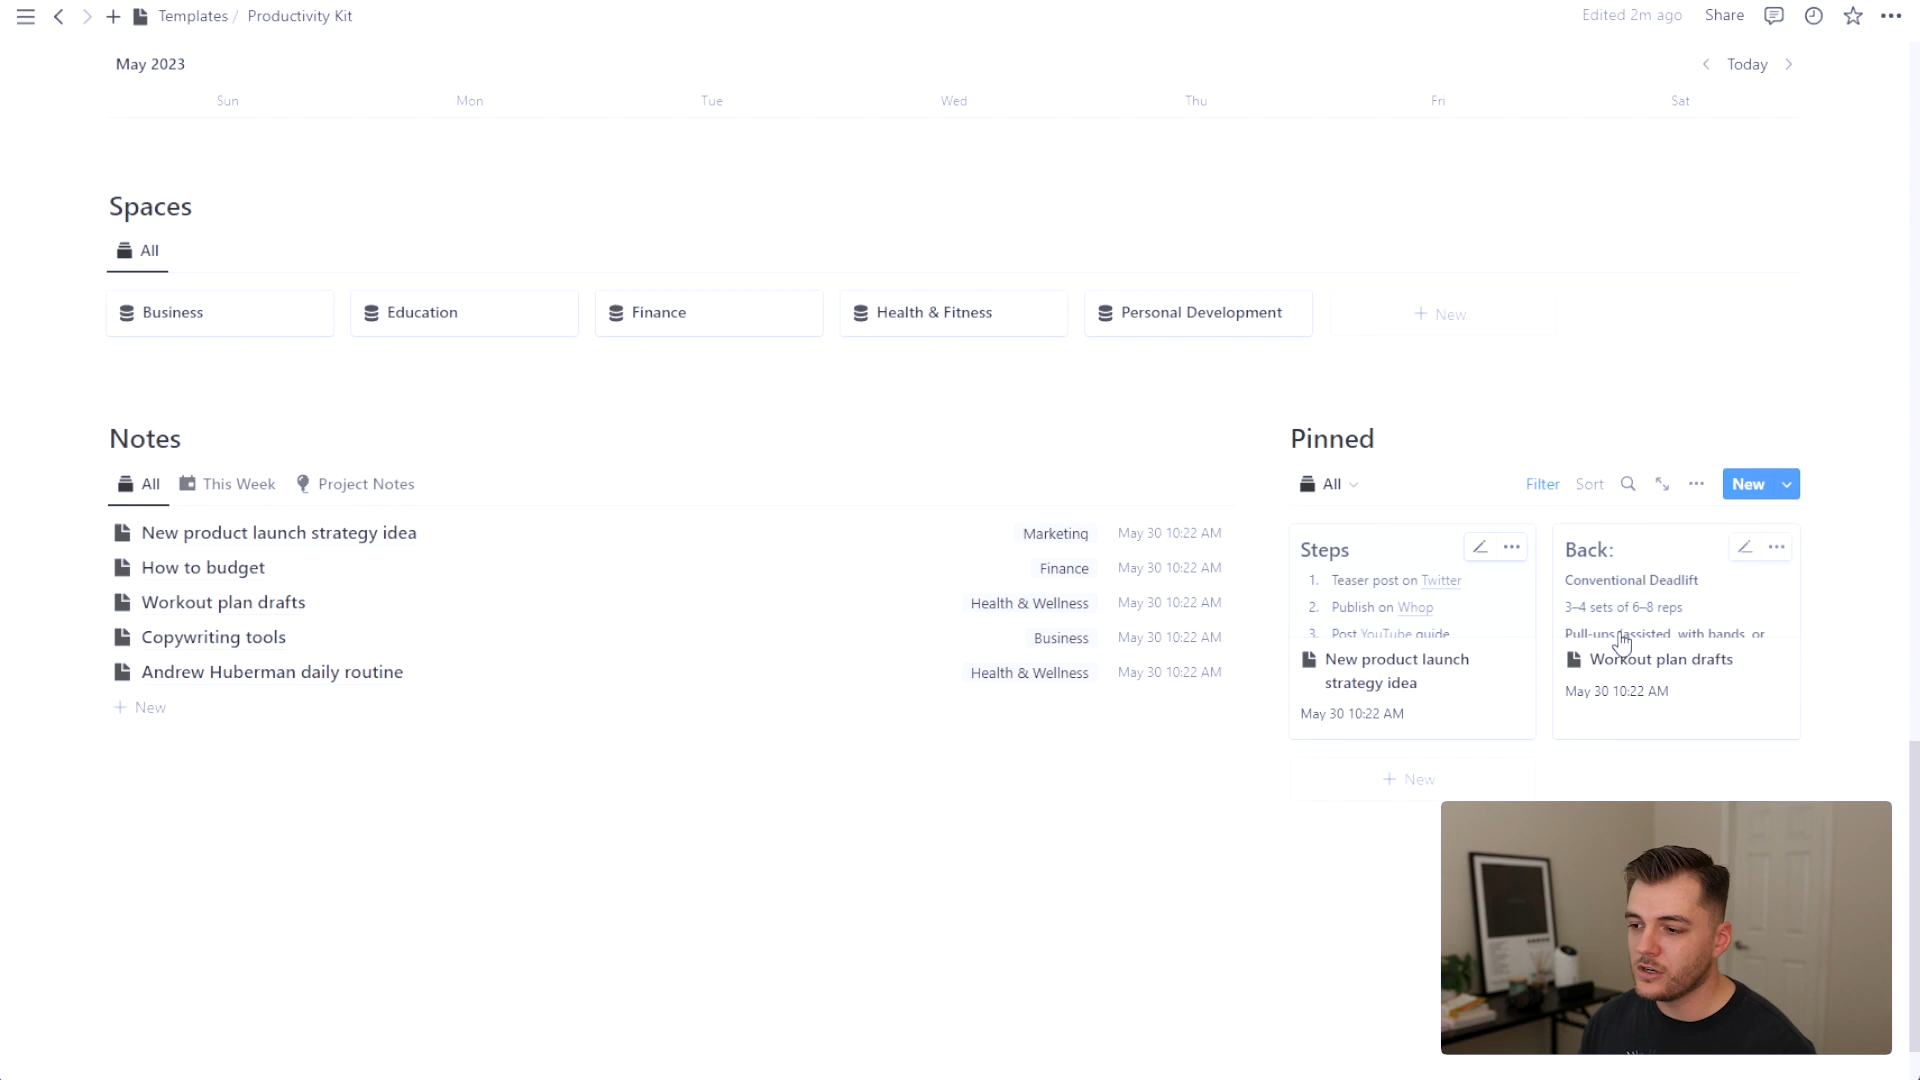 Templates / Productivity Kit
Edited 2m ago Share
May 2023
Today
Sun Mon Tue Wed Thu Fri Sat
Spaces
All
Business
Education
Finance
Health & Fitness
Personal Development
+ New
Notes
All This Week Project Notes
New product launch strategy idea Marketing May 30 10:22 AM
How to budget Finance May 30 10:22 AM
Workout plan drafts Health & Wellness May 30 10:22 AM
Copywriting tools Business May 30 10:22 AM
Andrew Huberman daily routine Health & Wellness May 30 10:22 AM
+ New
Pinned
All Filter Sort New
Steps
1. Teaser post on Twitter
2. Publish on Whop
3. Post YouTube guide
New product launch
strategy idea
May 30 10:22 AM
Back:
Conventional Deadlift
3–4 sets of 6–8 reps
Pull-ups (assisted, with bands, or
Workout plan drafts
May 30 10:22 AM
+ New